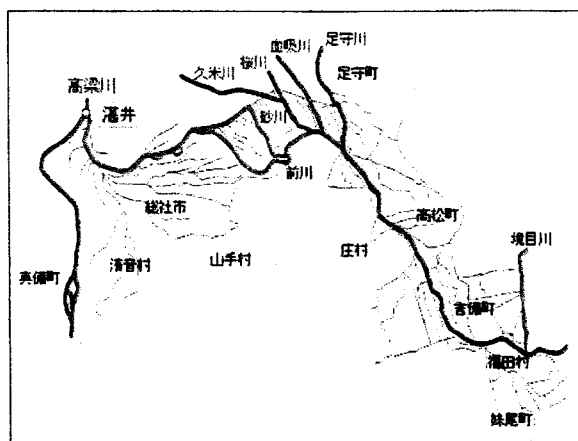 足守川
血吸川
桜川
足守町
久米川
高梁川
湛井
砂川
前川
総社市
高松町
山手村
庄村
境目川
真備町
清音村
吉備町
福田村
妹尾町